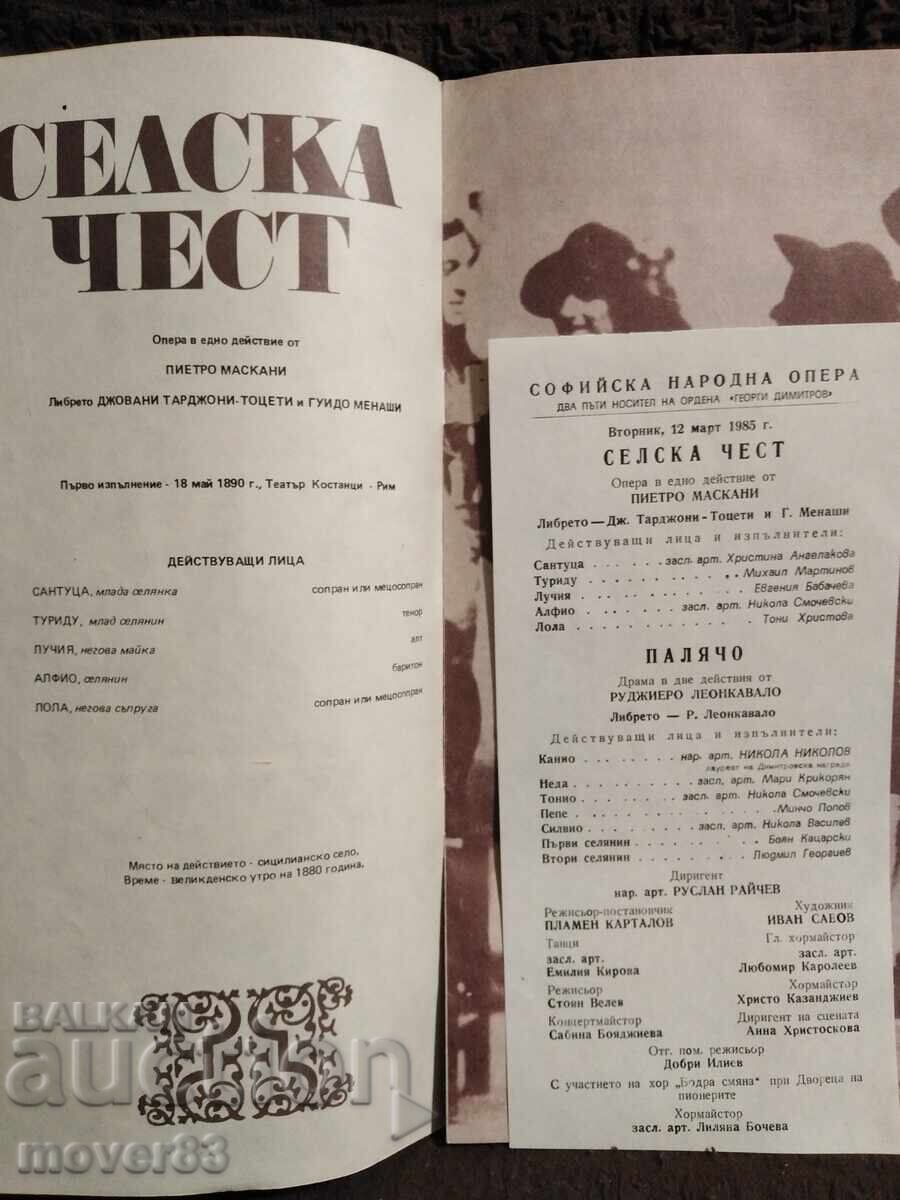 СЕЛСКА
ЧЕСТ
Опера в едно действие от
ПИЕТРО МАСКАНИ
Либрето ДЖОВАНИ ТАРДЖОНИ-ТОЦЕТИ и ГУИДО МЕНАШИ
Първо изпълнение - 18 май 1890 г., Театър Костанци - Рим
ДЕЙСТВУВАЩИ ЛИЦА
САНТУЦА, млада селянка сопран или мецосопран
ТУРИДУ, млад селянин тенор
ЛУЧИЯ, негова майка алт
АЛФИО, селянин баритон
ЛОЛА, негова съпруга сопран или мецосопран
Място на действието - сицилианско село.
Време - великденско утро на 1880 година.
СОФИЙСКА НАРОДНА ОПЕРА
ДВА ПЪТИ НОСИТЕЛ НА ОРДЕНА «ГЕОРГИ ДИМИТРОВ»
Вторник, 12 март 1985 г.
СЕЛСКА ЧЕСТ
Опера в едно действие от
ПИЕТРО МАСКАНИ
Либрето — Дж. Тарджони-Тоцети и Г. Менаши
Действуващи лица и изпълнители:
Сантуца . . . . . . . засл. арт. Христина Ангелакова
Туриду . . . . . . . . . . . . . Михаил Мартинов
Лучия . . . . . . . . . . . . . . Евгения Бабачева
Алфио . . . . . . . . засл. арт. Никола Смочевски
Лола . . . . . . . . . . . . . . . . Тони Христова
ПАЛЯЧО
Драма в две действия от
РУДЖИЕРО ЛЕОНКАВАЛО
Либрето — Р. Леонкавало
Действуващи лица и изпълнители:
Канио . . . . . . . . . нар. арт. НИКОЛА НИКОЛОВ
лауреат на Димитровска награда
Неда . . . . . . . . . . . засл. арт. Мари Крикорян
Тонио . . . . . . . . . засл. арт. Никола Смочевски
Пепе . . . . . . . . . . . . . . . . . Минчо Попов
Силвио . . . . . . . . . засл. арт. Никола Василев
Първи селянин . . . . . . . . . . . Боян Кацарски
Втори селянин . . . . . . . . . . Людмил Георгиев
Диригент
нар. арт. РУСЛАН РАЙЧЕВ
Режисьор-постановчик
ПЛАМЕН КАРТАЛОВ
Художник
ИВАН САВОВ
Танци
засл. арт.
Емилия Кирова
Гл. хормайстор
засл. арт.
Любомир Каролеев
Режисьор
Стоян Велев
Хормайстор
Христо Казанджиев
Концертмайстор
Сабина Бояджиева
Диригент на сцената
Анна Христоскова
Отг. пом. режисьор
Добри Илиев
С участието на хор „Бодра смяна“ при Двореца на
пионерите
Хормайстор
засл. арт. Лиляна Бочева
BALKAN
auction
mover83